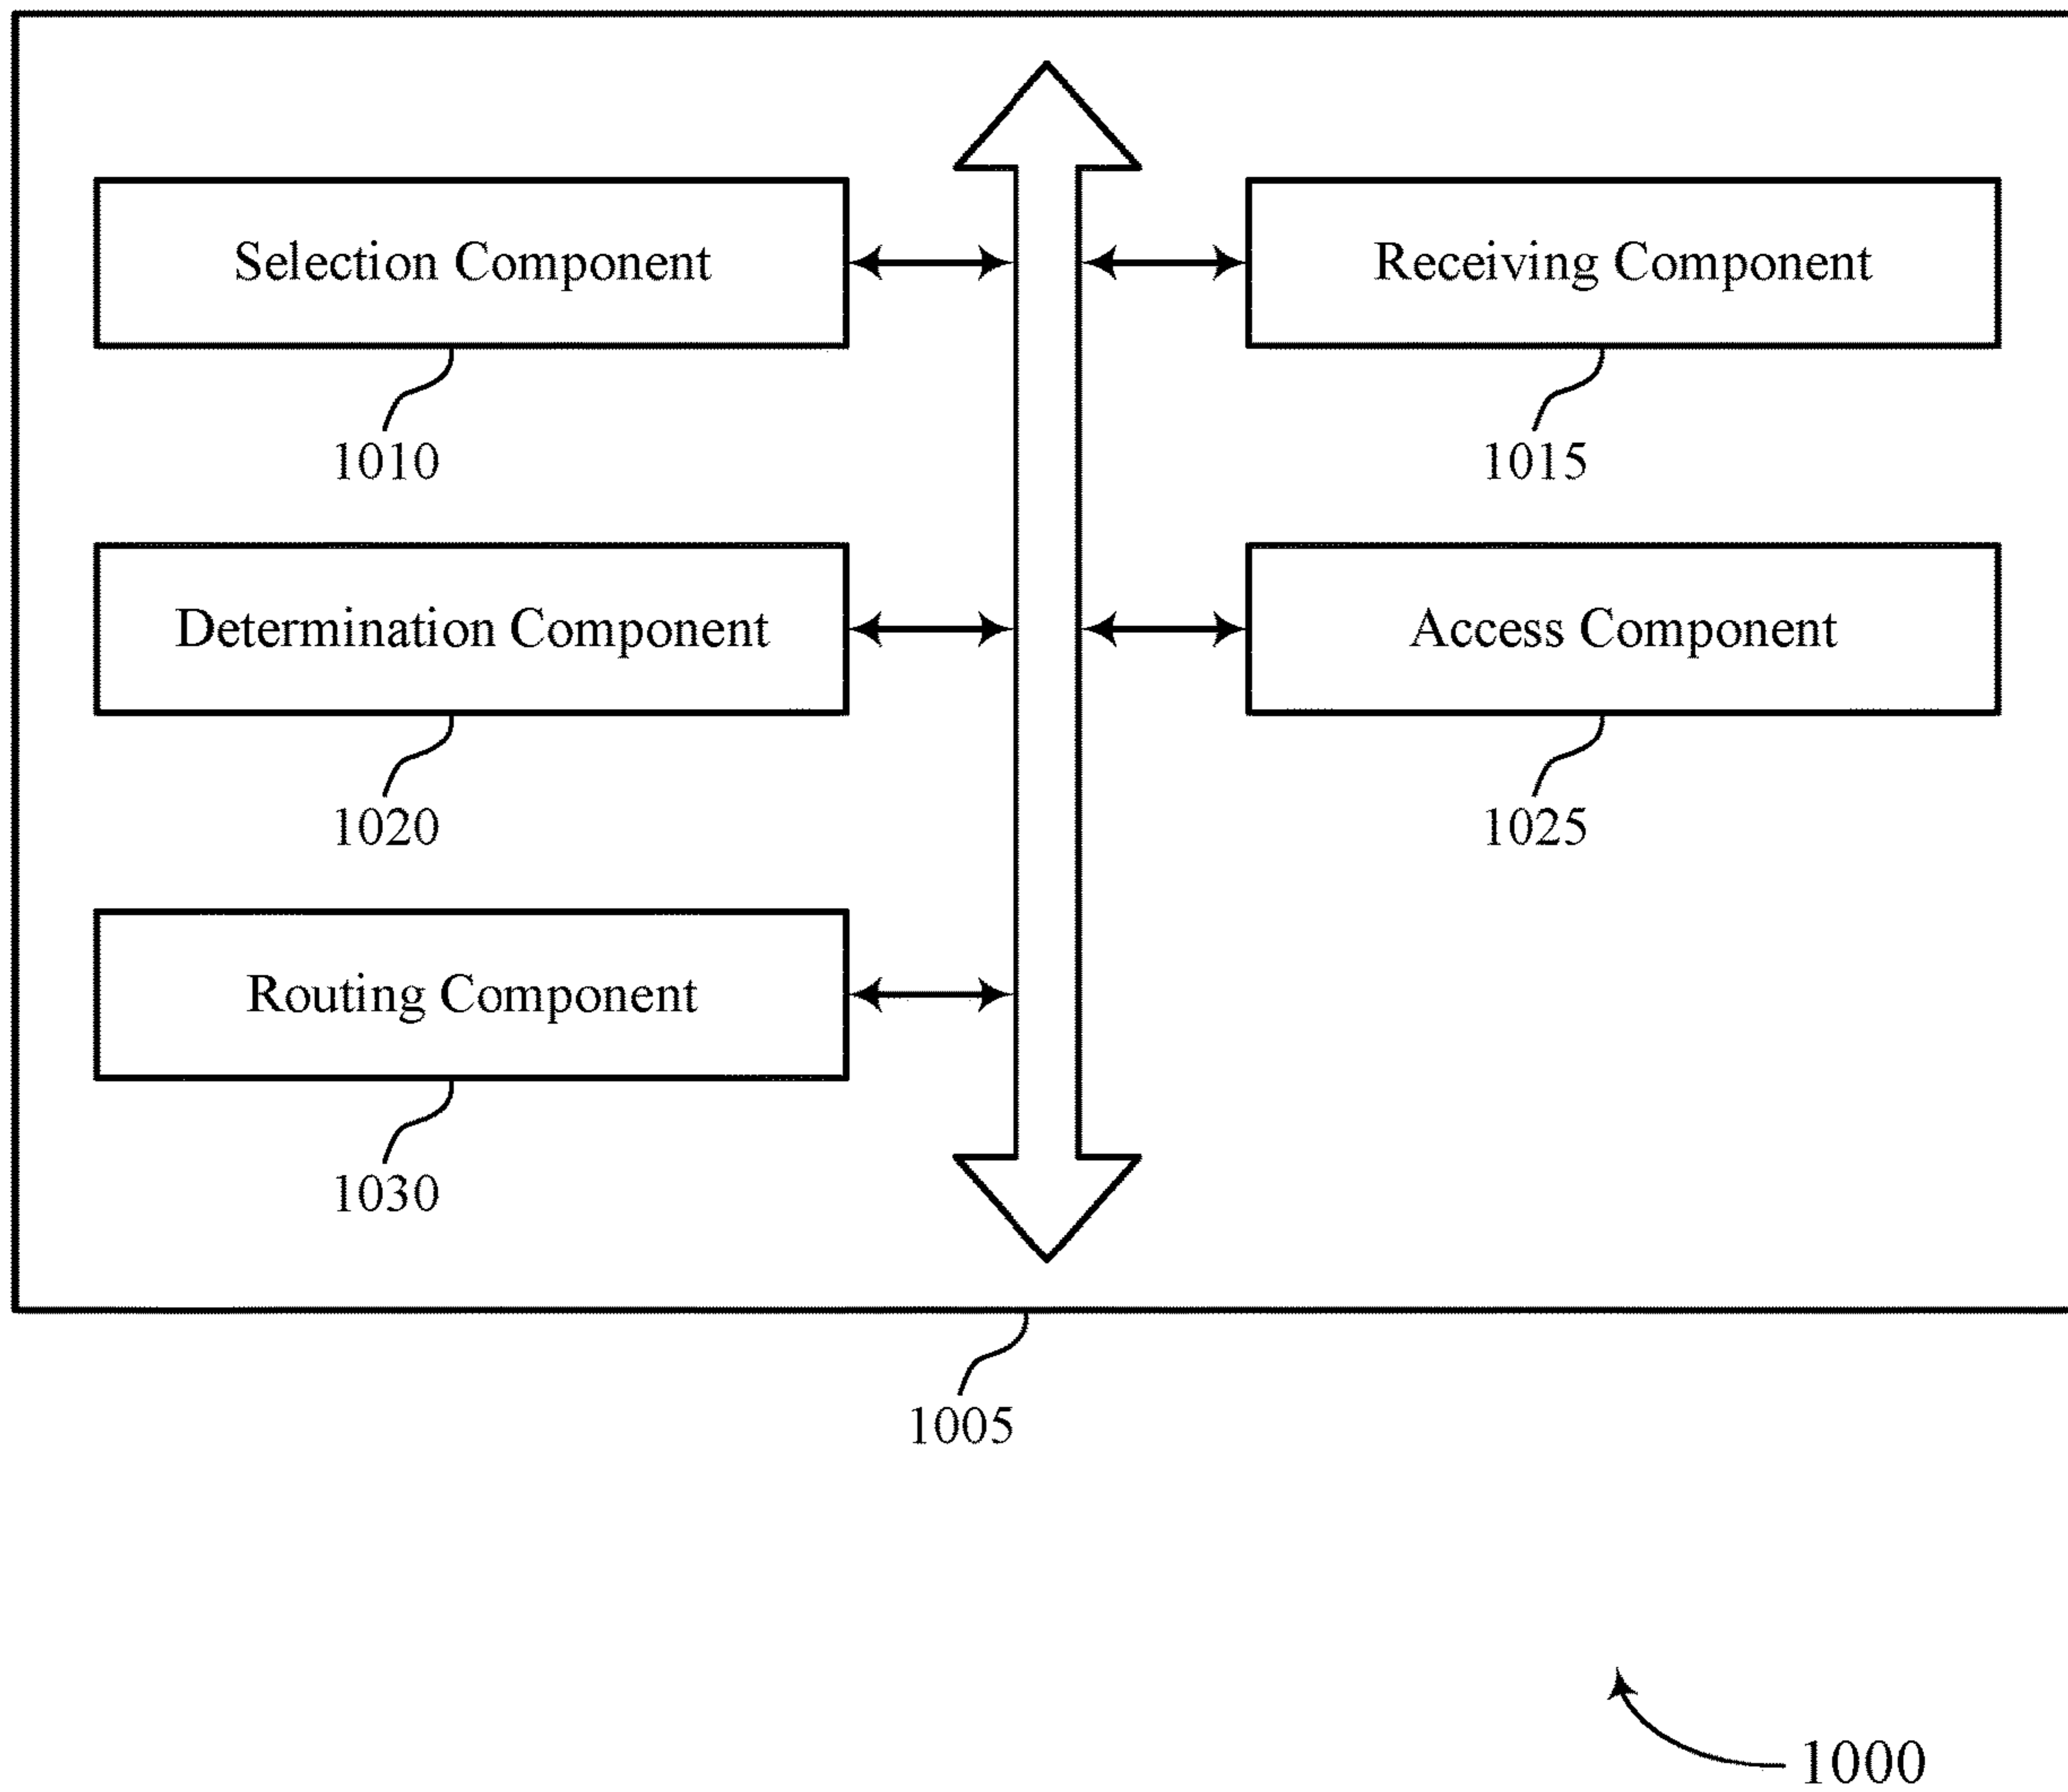 Selection Component
Receiving Component
1010
1015
Determination Component
Access Component
1020
1025
Routing Component
1030
1005
1000